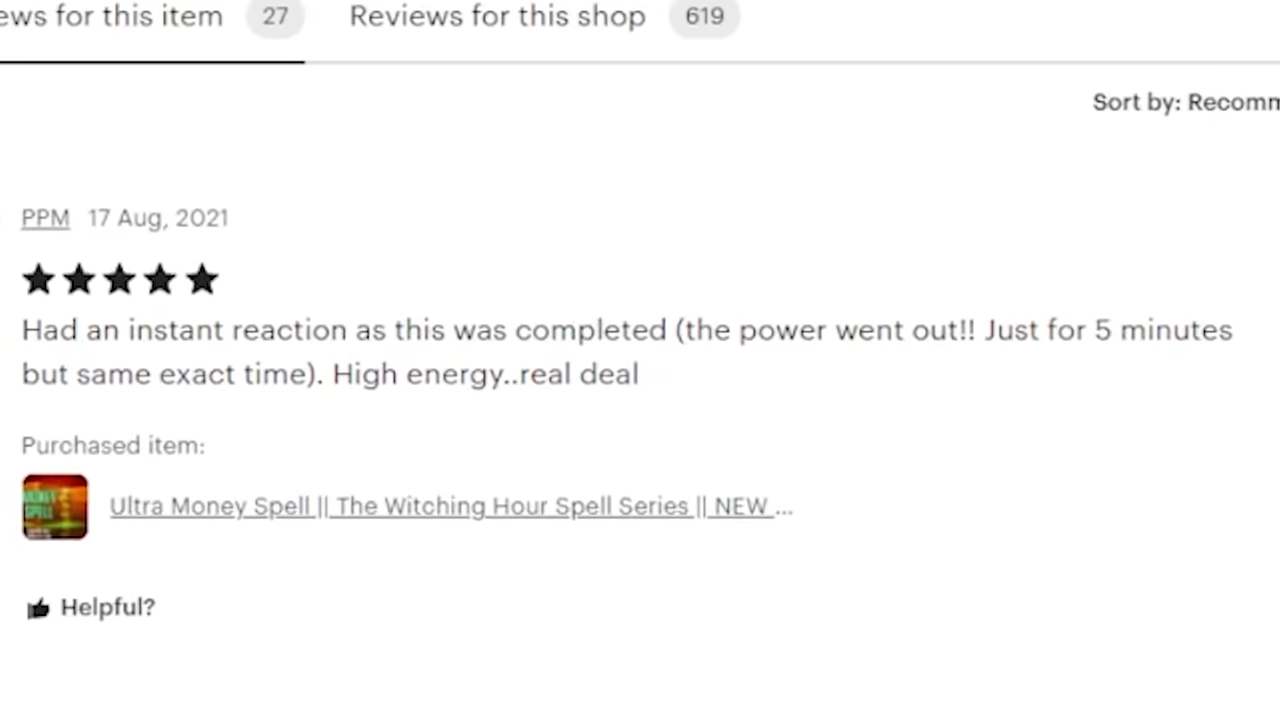 ews for this item 27 Reviews for this shop 619
Sort by: Recomm
PPM 17 Aug, 2021
Had an instant reaction as this was completed (the power went out!! Just for 5 minutes
but same exact time). High energy..real deal
Purchased item:
MONEY
SPELL
Ultra Money Spell || The Witching Hour Spell Series || NEW ...
Helpful?